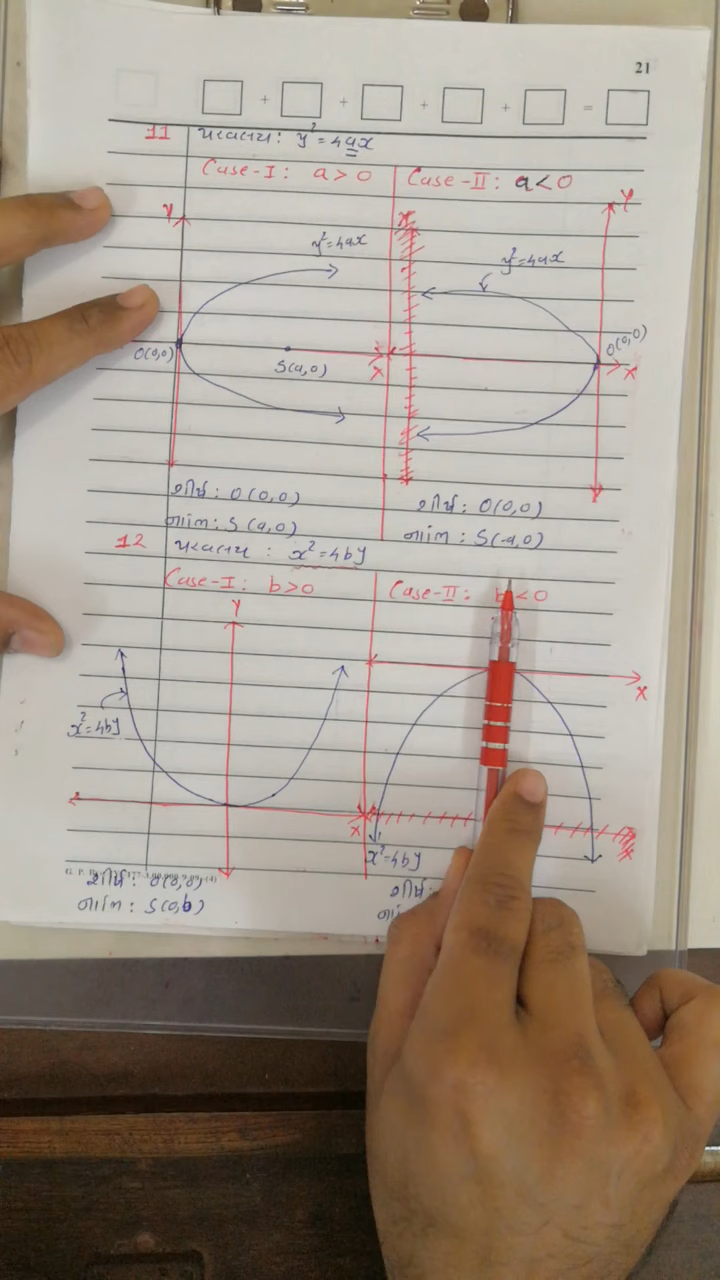 21
+ + + + =
11 પરવલય : y² = 4ax
Case-I : a > 0
Case-II : a < 0
Y
y² = 4ax
O(0,0)
S(a,0)
X
Y
y² = 4ax
O(0,0)
X
શીર્ષ : O(0,0)
નાભિ : S(a,0)
શીર્ષ : O(0,0)
નાભિ : S(-a,0)
12 પરવલય : x² = 4by
Case-I : b > 0
Case-II : b < 0
Y
x² = 4by
X
X
x² = 4by
શીર્ષ : O(0,0)
નાભિ : S(0,b)
શીર્ષ :